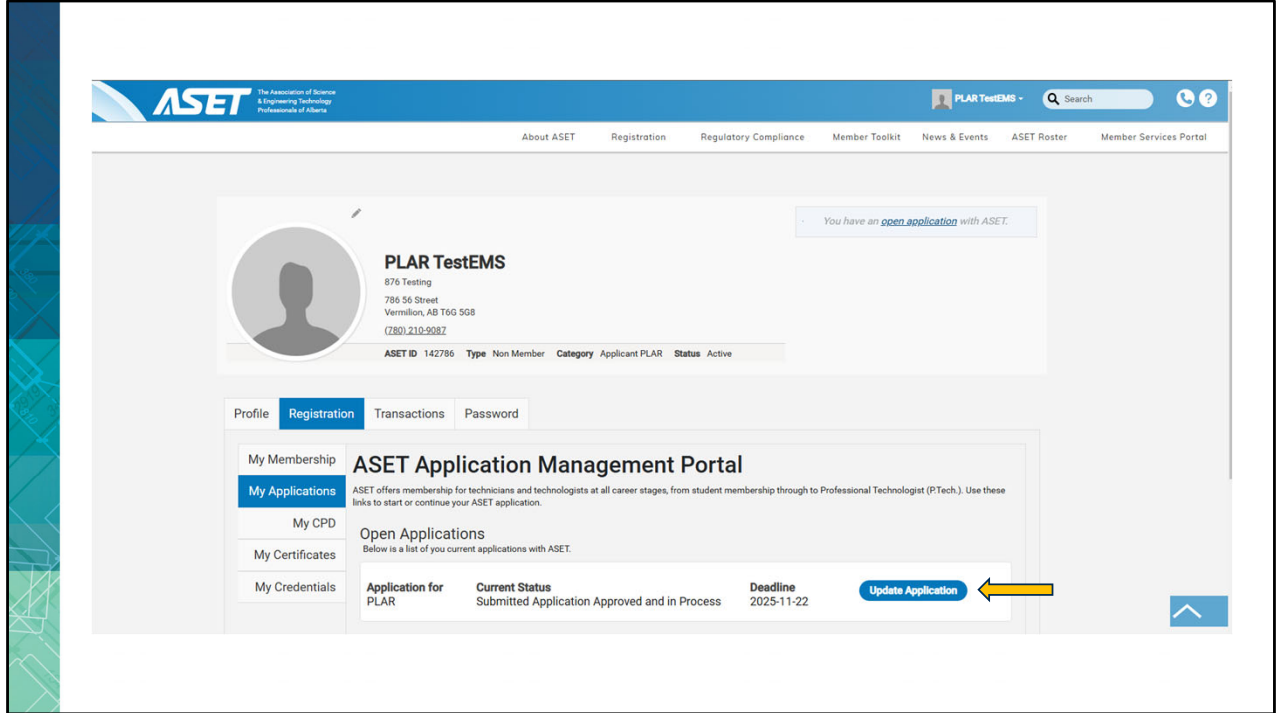 ASET
The Association of Science
& Engineering Technology
Professionals of Alberta
PLAR TestEMS
Search
?
About ASET Registration Regulatory Compliance Member Toolkit News & Events ASET Roster Member Services Portal
You have an open application with ASET.
PLAR TestEMS
876 Testing
786 56 Street
Vermilion, AB T6G 5G8
(780) 210-9087
ASET ID 142786 Type Non Member Category Applicant PLAR Status Active
Profile Registration Transactions Password
My Membership
My Applications
My CPD
My Certificates
My Credentials
ASET Application Management Portal
ASET offers membership for technicians and technologists at all career stages, from student membership through to Professional Technologist (P.Tech.). Use these
links to start or continue your ASET application.
Open Applications
Below is a list of you current applications with ASET.
Application for Current Status Deadline
PLAR Submitted Application Approved and in Process 2025-11-22
Update Application